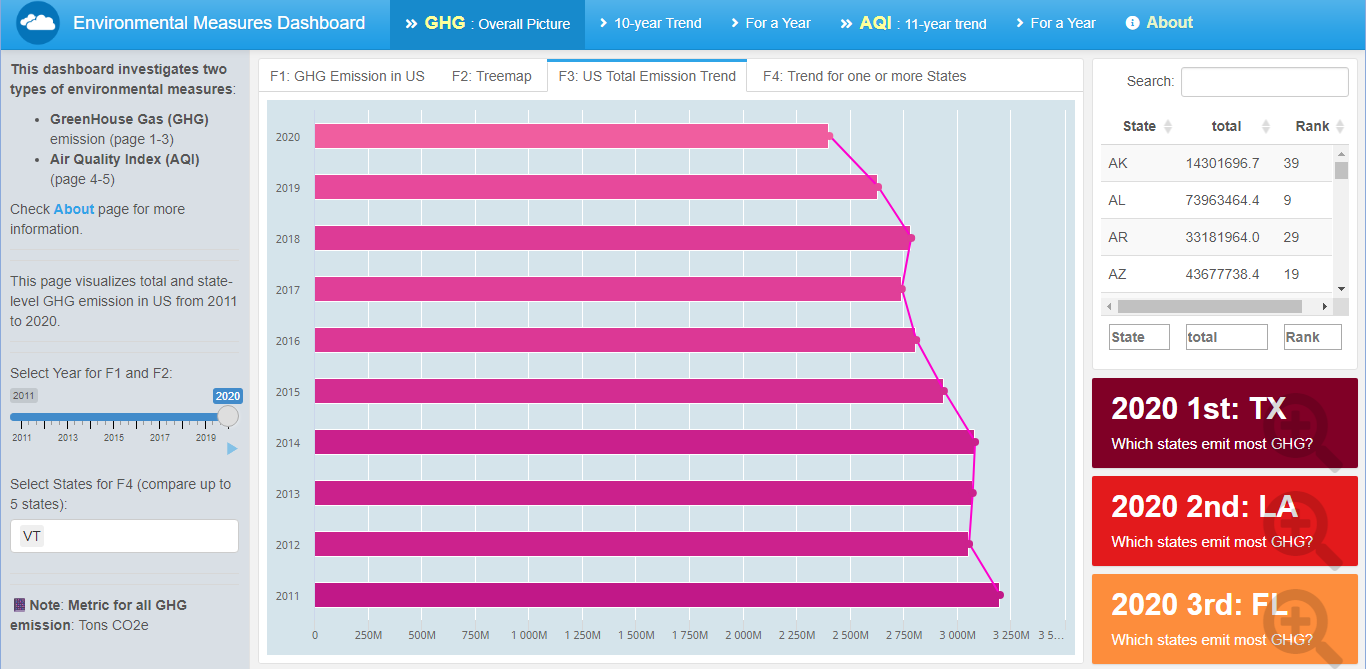 Environmental Measures Dashboard
GHG : Overall Picture
10-year Trend
For a Year
AQI : 11-year trend
For a Year
About
This dashboard investigates two
types of environmental measures:
• GreenHouse Gas (GHG)
emission (page 1-3)
• Air Quality Index (AQI)
(page 4-5)
Check About page for more
information.
This page visualizes total and state-
level GHG emission in US from 2011
to 2020.
Select Year for F1 and F2:
2011 2020
2011 2013 2015 2017 2019
Select States for F4 (compare up to
5 states):
VT
Note: Metric for all GHG
emission: Tons CO2e
F1: GHG Emission in US
F2: Treemap
F3: US Total Emission Trend
F4: Trend for one or more States
2020
2019
2018
2017
2016
2015
2014
2013
2012
2011
0 250M 500M 750M 1 000M 1 250M 1 500M 1 750M 2 000M 2 250M 2 500M 2 750M 3 000M 3 250M 3 5...
Search:
State total Rank
AK 14301696.7 39
AL 73963464.4 9
AR 33181964.0 29
AZ 43677738.4 19
State total Rank
2020 1st: TX
Which states emit most GHG?
2020 2nd: LA
Which states emit most GHG?
2020 3rd: FL
Which states emit most GHG?